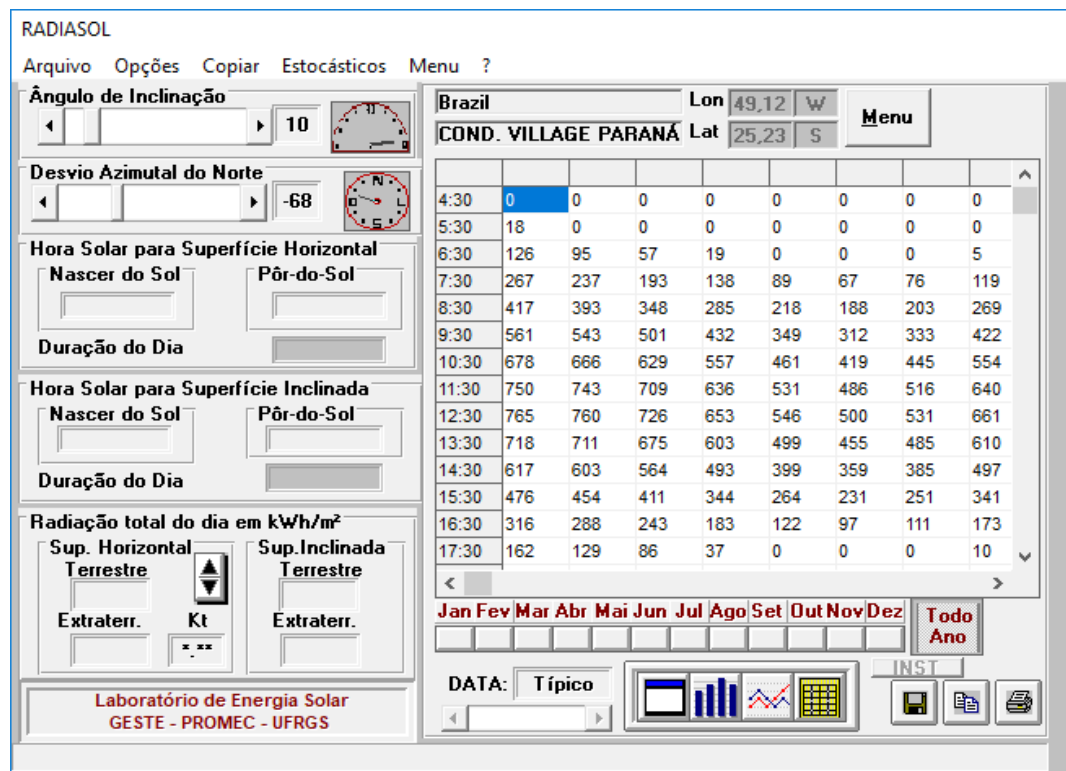 RADIASOL
Arquivo Opções Copiar Estocásticos Menu ?
Ângulo de Inclinação
10
Desvio Azimutal do Norte
-68
N
L
S
Hora Solar para Superfície Horizontal
Nascer do Sol Pôr-do-Sol
Duração do Dia
Hora Solar para Superfície Inclinada
Nascer do Sol Pôr-do-Sol
Duração do Dia
Radiação total do dia em kWh/m²
Sup. Horizontal Sup.Inclinada
Terrestre Terrestre
Extraterr. Kt Extraterr.
*.**
Laboratório de Energia Solar
GESTE - PROMEC - UFRGS
Brazil Lon 49,12 W
COND. VILLAGE PARANÁ Lat 25,23 S
Menu
4:30 0 0 0 0 0 0 0 0
5:30 18 0 0 0 0 0 0 0
6:30 126 95 57 19 0 0 0 5
7:30 267 237 193 138 89 67 76 119
8:30 417 393 348 285 218 188 203 269
9:30 561 543 501 432 349 312 333 422
10:30 678 666 629 557 461 419 445 554
11:30 750 743 709 636 531 486 516 640
12:30 765 760 726 653 546 500 531 661
13:30 718 711 675 603 499 455 485 610
14:30 617 603 564 493 399 359 385 497
15:30 476 454 411 344 264 231 251 341
16:30 316 288 243 183 122 97 111 173
17:30 162 129 86 37 0 0 0 10
Jan Fev Mar Abr Mai Jun Jul Ago Set Out Nov Dez
Todo
Ano
INST
DATA: Típico